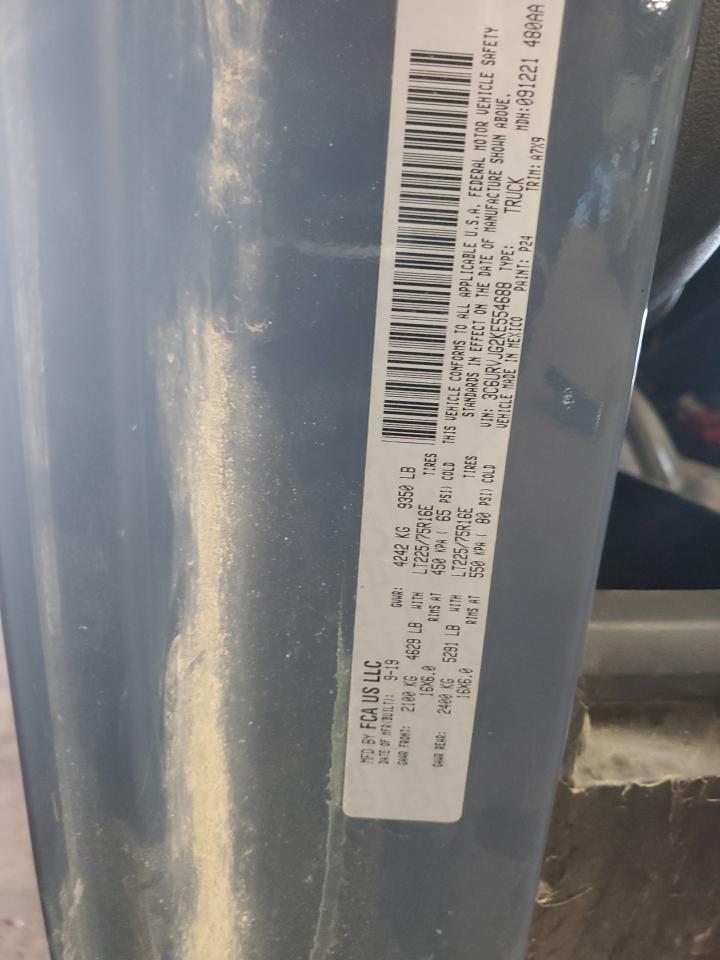 MFD BY FCA US LLC
DATE OF MFR(BUILT): 9-19 GVWR: 4242 KG 9350 LB
GAWR FRONT: 2100 KG 4629 LB WITH LT225/75R16E TIRES
16X6.0 RIMS AT 450 KPA ( 65 PSI) COLD
GAWR REAR: 2400 KG 5291 LB WITH LT225/75R16E TIRES
16X6.0 RIMS AT 550 KPA ( 80 PSI) COLD
THIS VEHICLE CONFORMS TO ALL APPLICABLE U.S.A. FEDERAL MOTOR VEHICLE SAFETY
STANDARDS IN EFFECT ON THE DATE OF MANUFACTURE SHOWN ABOVE.
VIN: 3C6URVJG2KE554688 TYPE: TRUCK MDH:091221 480AA
VEHICLE MADE IN MEXICO PAINT: P24 TRIM: A7X9